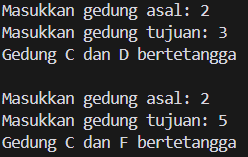 Masukkan gedung asal: 2
Masukkan gedung tujuan: 3
Gedung C dan D bertetangga
Masukkan gedung asal: 2
Masukkan gedung tujuan: 5
Gedung C dan F bertetangga